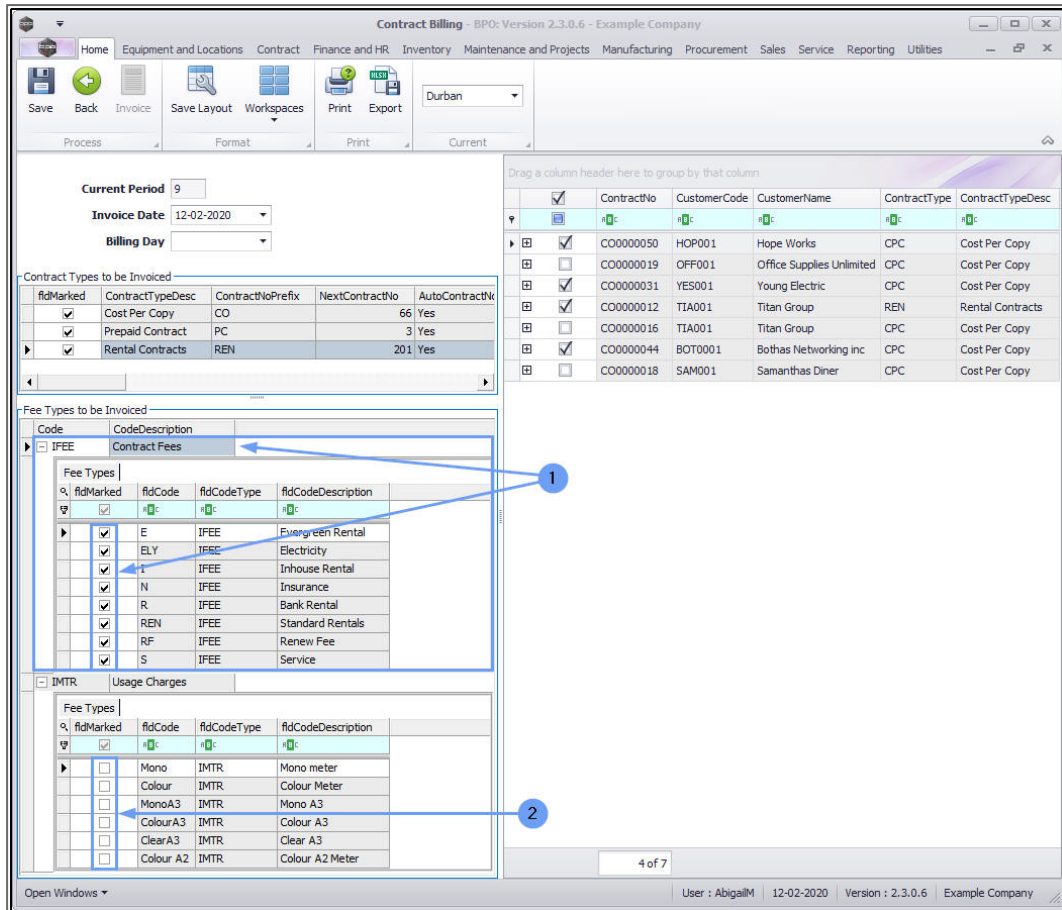 Contract Billing - BPO: Version 2.3.0.6 - Example Company
Home Equipment and Locations Contract Finance and HR Inventory Maintenance and Projects Manufacturing Procurement Sales Service Reporting Utilities
Save Back Invoice Save Layout Workspaces Print Export Durban
Process Format Print Current
Current Period 9
Invoice Date 12-02-2020
Billing Day
Contract Types to be Invoiced
fldMarked ContractTypeDesc ContractNoPrefix NextContractNo AutoContractNo
Cost Per Copy CO 66 Yes
Prepaid Contract PC 3 Yes
Rental Contracts REN 201 Yes
Fee Types to be Invoiced
Code CodeDescription
IFEE Contract Fees
1
Fee Types
fldMarked fldCode fldCodeType fldCodeDescription
E IFEE Evergreen Rental
ELY IFEE Electricity
I IFEE Inhouse Rental
N IFEE Insurance
R IFEE Bank Rental
REN IFEE Standard Rentals
RF IFEE Renew Fee
S IFEE Service
IMTR Usage Charges
Fee Types
fldMarked fldCode fldCodeType fldCodeDescription
Mono IMTR Mono meter
Colour IMTR Colour Meter
MonoA3 IMTR Mono A3
2
ColourA3 IMTR Colour A3
ClearA3 IMTR Clear A3
Colour A2 IMTR Colour A2 Meter
Drag a column header here to group by that column
ContractNo CustomerCode CustomerName ContractType ContractTypeDesc
CO0000050 HOP001 Hope Works CPC Cost Per Copy
CO0000019 OFF001 Office Supplies Unlimited CPC Cost Per Copy
CO0000031 YES001 Young Electric CPC Cost Per Copy
CO0000012 TIA001 Titan Group REN Rental Contracts
CO0000016 TIA001 Titan Group CPC Cost Per Copy
CO0000044 BOT0001 Bothas Networking inc CPC Cost Per Copy
CO0000018 SAM001 Samanthas Diner CPC Cost Per Copy
4 of 7
Open Windows User : AbigailM 12-02-2020 Version : 2.3.0.6 Example Company